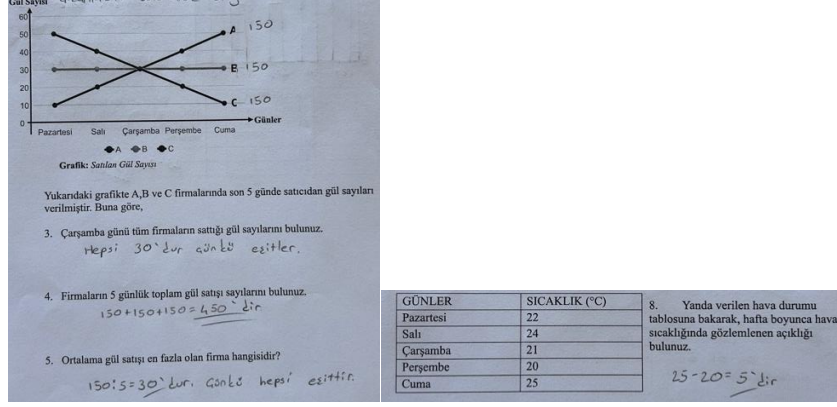 Gül Sayısı
60
50
40
30
20
10
0
A 150
B 150
C 150
Günler
Pazartesi Salı Çarşamba Perşembe Cuma
A B C
Grafik: Satılan Gül Sayısı
Yukarıdaki grafikte A,B ve C firmalarında son 5 günde satıcıdan gül sayıları
verilmiştir. Buna göre,
3. Çarşamba günü tüm firmaların sattığı gül sayılarını bulunuz.
Hepsi 30'dur çünkü eşitler.
4. Firmaların 5 günlük toplam gül satışı sayılarını bulunuz.
150+150+150=450'dir
5. Ortalama gül satışı en fazla olan firma hangisidir?
150:5=30'dur. Çünkü hepsi eşittir.
GÜNLER SICAKLIK (°C)
Pazartesi 22
Salı 24
Çarşamba 21
Perşembe 20
Cuma 25
8. Yanda verilen hava durumu
tablosuna bakarak, hafta boyunca hava
sıcaklığında gözlemlenen açıklığı
bulunuz.
25-20=5'dir